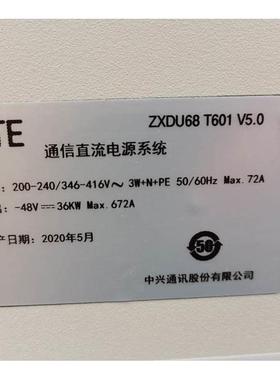 TE
ZXDU68 T601 V5.0
通信直流电源系统
: 200-240/346-416V～ 3W+N+PE 50/60Hz Max.72A
: -48V⎓36KW Max.672A
产日期: 2020年5月
50
中兴通讯股份有限公司